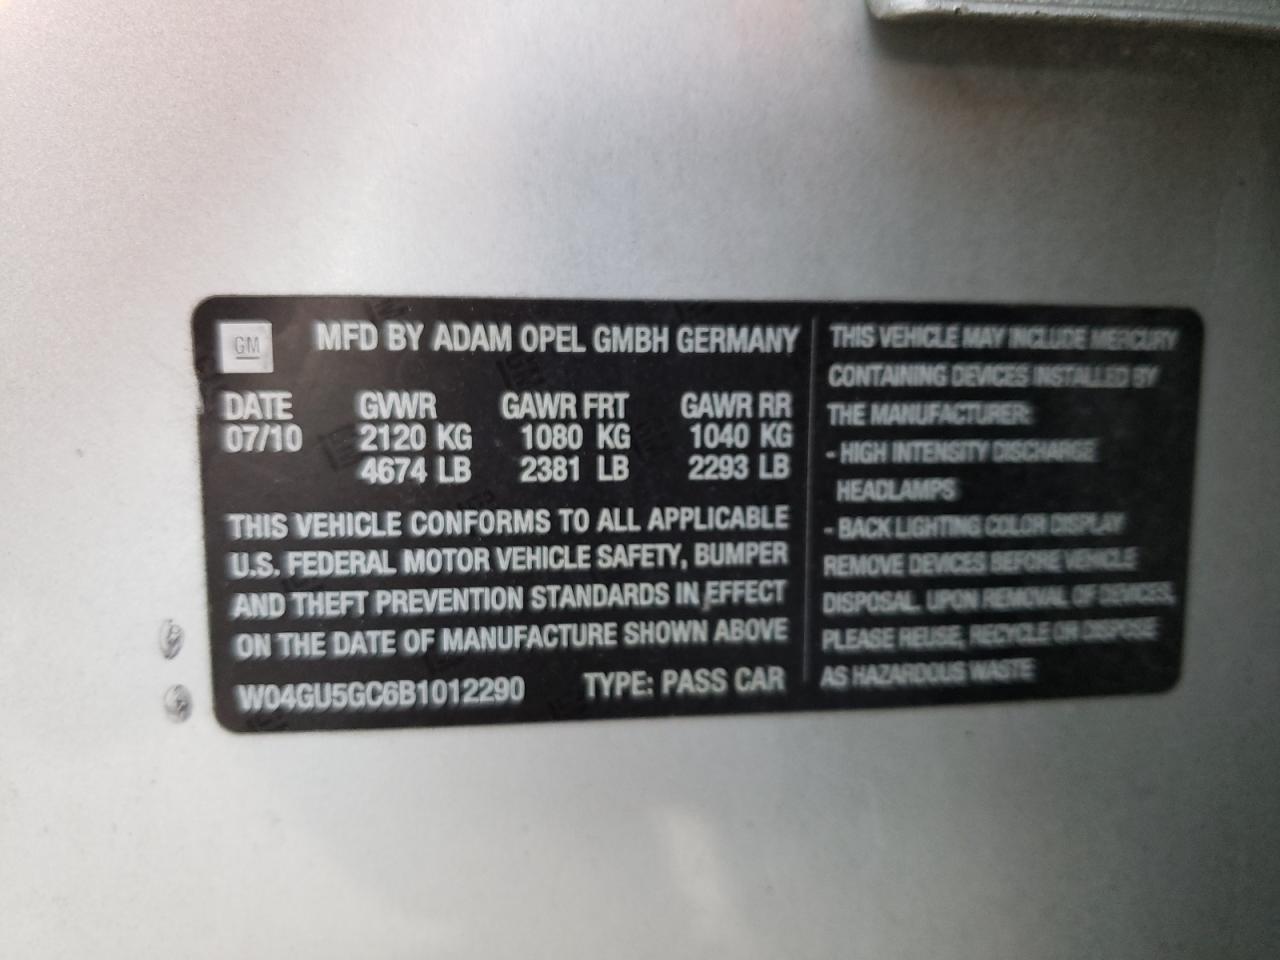 GM
MFD BY ADAM OPEL GMBH GERMANY
DATE GVWR GAWR FRT GAWR RR
07/10 2120 KG 1080 KG 1040 KG
4674 LB 2381 LB 2293 LB
THIS VEHICLE CONFORMS TO ALL APPLICABLE
U.S. FEDERAL MOTOR VEHICLE SAFETY, BUMPER
AND THEFT PREVENTION STANDARDS IN EFFECT
ON THE DATE OF MANUFACTURE SHOWN ABOVE
W04GU5GC6B1012290 TYPE: PASS CAR
THIS VEHICLE MAY INCLUDE MERCURY
CONTAINING DEVICES INSTALLED BY
THE MANUFACTURER:
- HIGH INTENSITY DISCHARGE
HEADLAMPS
- BACK LIGHTING COLOR DISPLAY
REMOVE DEVICES BEFORE VEHICLE
DISPOSAL. UPON REMOVAL OF DEVICES,
PLEASE REUSE, RECYCLE OR DISPOSE
AS HAZARDOUS WASTE